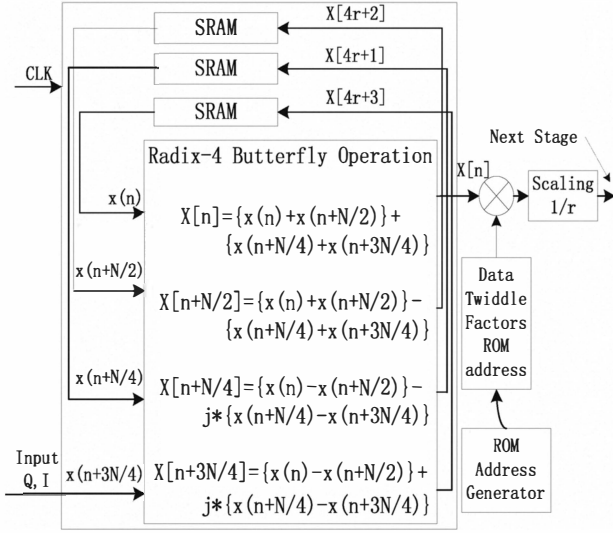 SRAM
X[4r+2]
SRAM
X[4r+1]
CLK
SRAM
X[4r+3]
Next Stage
Radix-4 Butterfly Operation
X[n]
x(n)
X[n]={x(n)+x(n+N/2)}+
{x(n+N/4)+x(n+3N/4)}
Scaling
1/r
x(n+N/2)
X[n+N/2]={x(n)+x(n+N/2)}-
{x(n+N/4)+x(n+3N/4)}
Data
Twiddle
Factors
ROM
address
x(n+N/4)
X[n+N/4]={x(n)-x(n+N/2)}-
j*{x(n+N/4)-x(n+3N/4)}
Input
Q,I
x(n+3N/4)
X[n+3N/4]={x(n)-x(n+N/2)}+
j*{x(n+N/4)-x(n+3N/4)}
ROM
Address
Generator